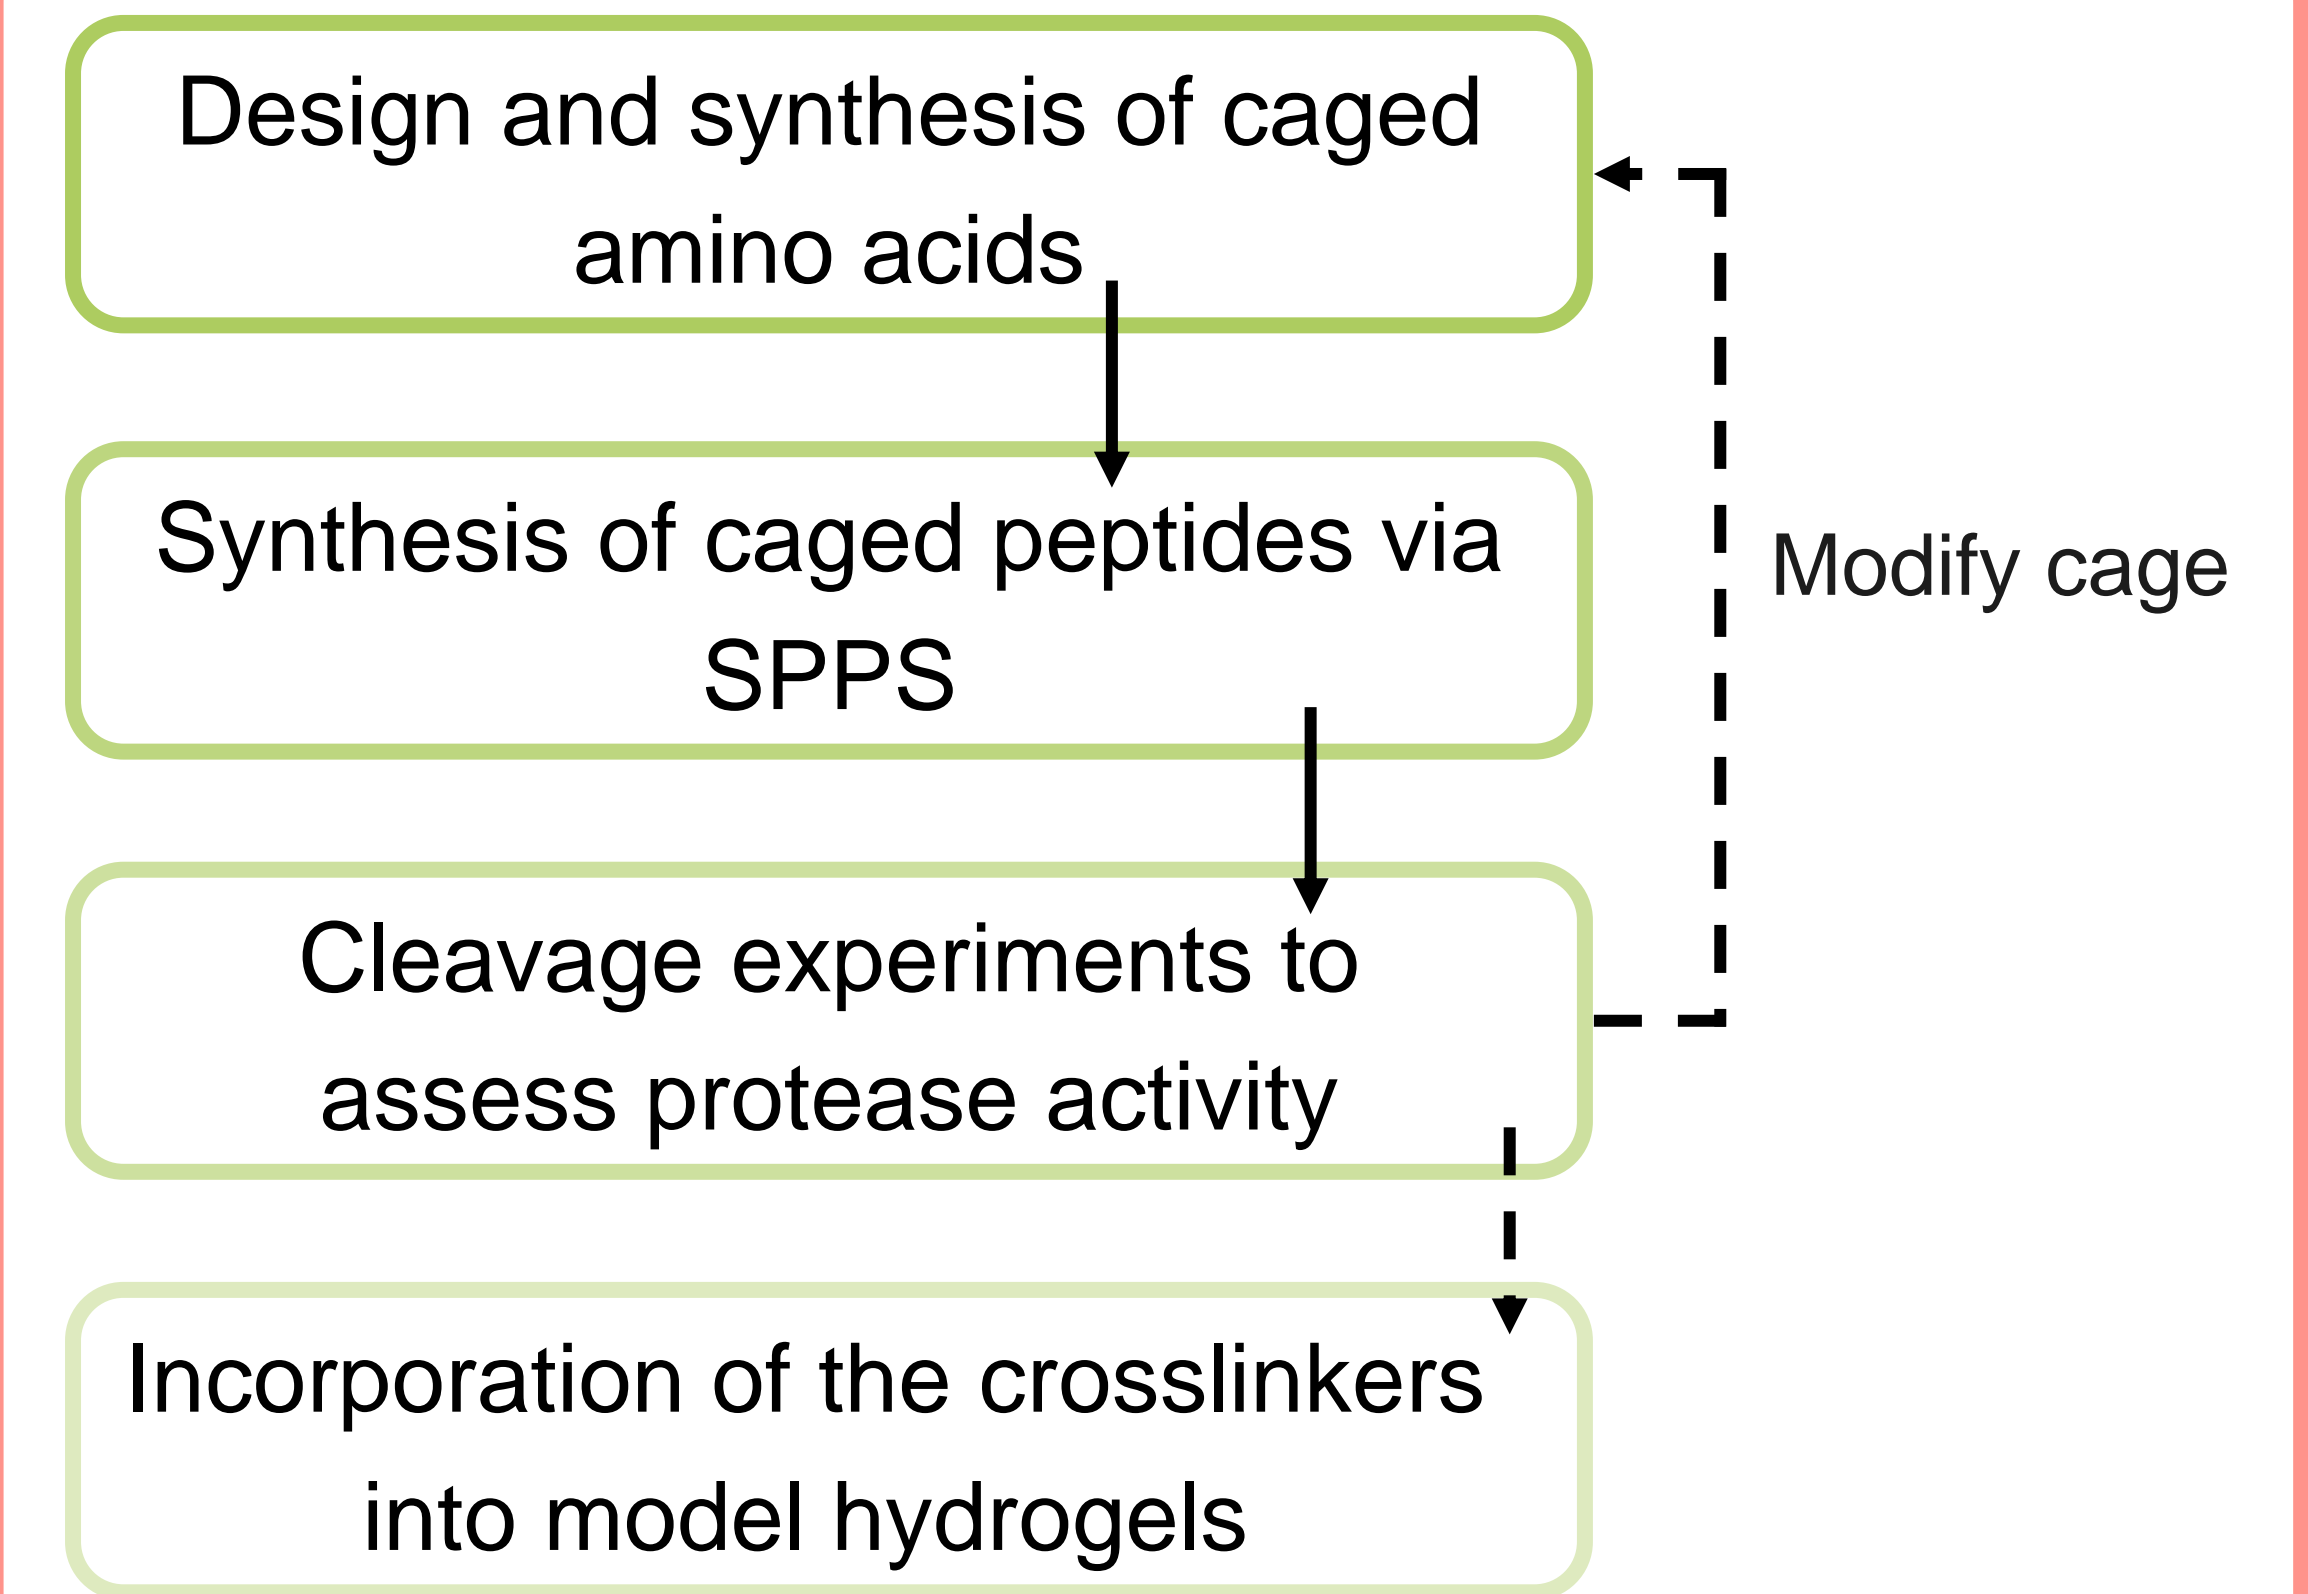 Design and synthesis of caged
amino acids
Synthesis of caged peptides via
SPPS
Modify cage
Cleavage experiments to
assess protease activity
Incorporation of the crosslinkers
into model hydrogels